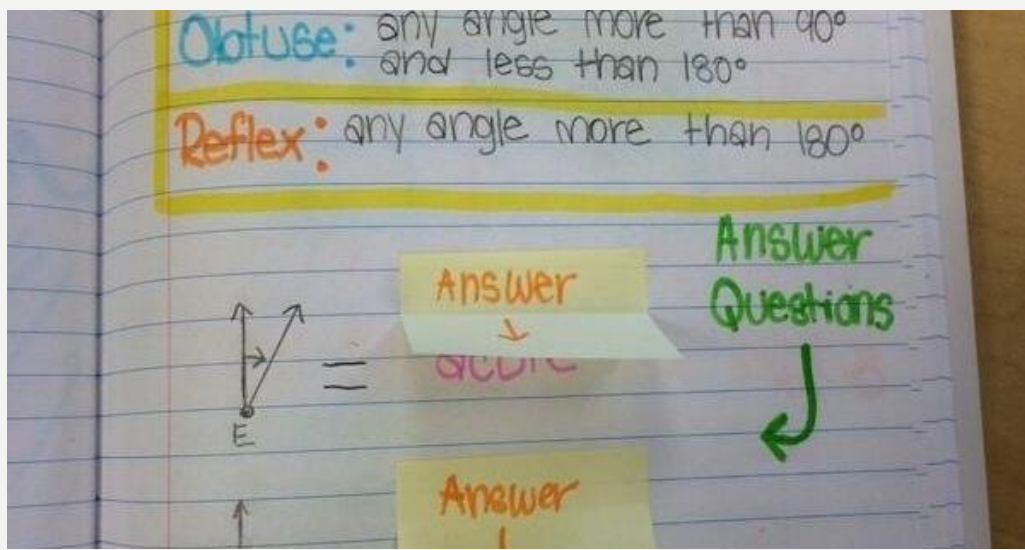 Obtuse: any angle more than 90°
and less than 180°
Reflex: any angle more than 180°
Answer
Questions
Answer
acute
E
=
Answer